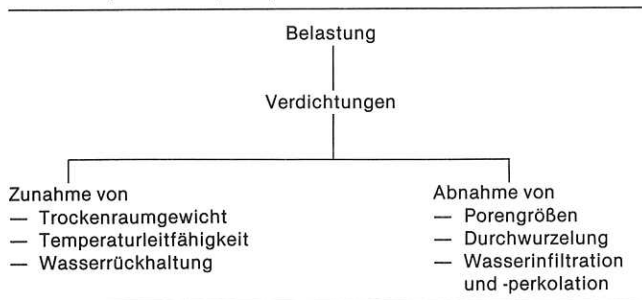 Belastung
Verdichtungen
Zunahme von
— Trockenraumgewicht
— Temperaturleitfähigkeit
— Wasserrückhaltung
Abnahme von
— Porengrößen
— Durchwurzelung
— Wasserinfiltration
und -perkolation